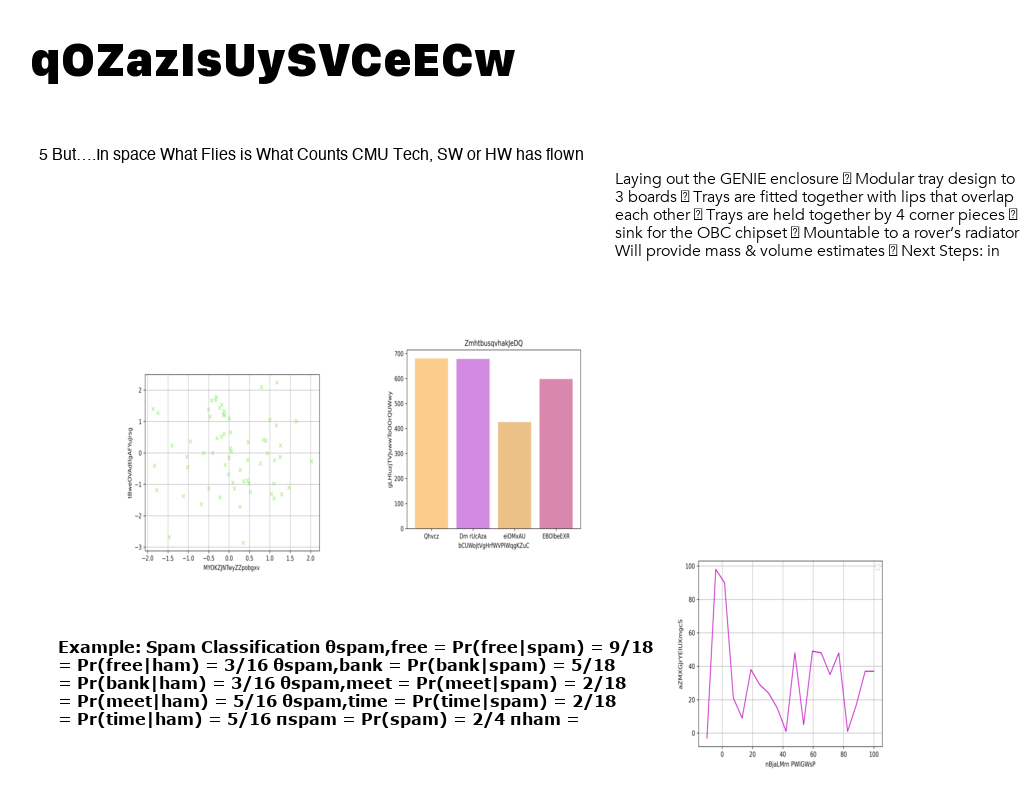 qOZazIsUySVCeECw
5 But….in space What Flies is What Counts CMU Tech, SW or HW has flown
Laying out the GENIE enclosure  Modular tray design to
3 boards  Trays are fitted together with lips that overlap
each other  Trays are held together by 4 corner pieces 
sink for the OBC chipset  Mountable to a rover’s radiator
Will provide mass & volume estimates  Next Steps: in
ZmhtbusqvhakJeDQ
700
600
500
400
300
200
100
0
Qhvcz Dm rUcAza eiOMxAU EBOIbeEXR
bCUWojtVgHrfWVPlWqgKZuC
2
1
0
−1
−2
−3
−2.0 −1.5 −1.0 −0.5 0.0 0.5 1.0 1.5 2.0
MYOKZJNTwyZZpobgxv
100
80
60
40
20
0
0 20 40 60 80 100
nBjaLMm PWlGWsP
Example: Spam Classification θspam,free = Pr(free|spam) = 9/18
= Pr(free|ham) = 3/16 θspam,bank = Pr(bank|spam) = 5/18
= Pr(bank|ham) = 3/16 θspam,meet = Pr(meet|spam) = 2/18
= Pr(meet|ham) = 5/16 θspam,time = Pr(time|spam) = 2/18
= Pr(time|ham) = 5/16 πspam = Pr(spam) = 2/4 πham =